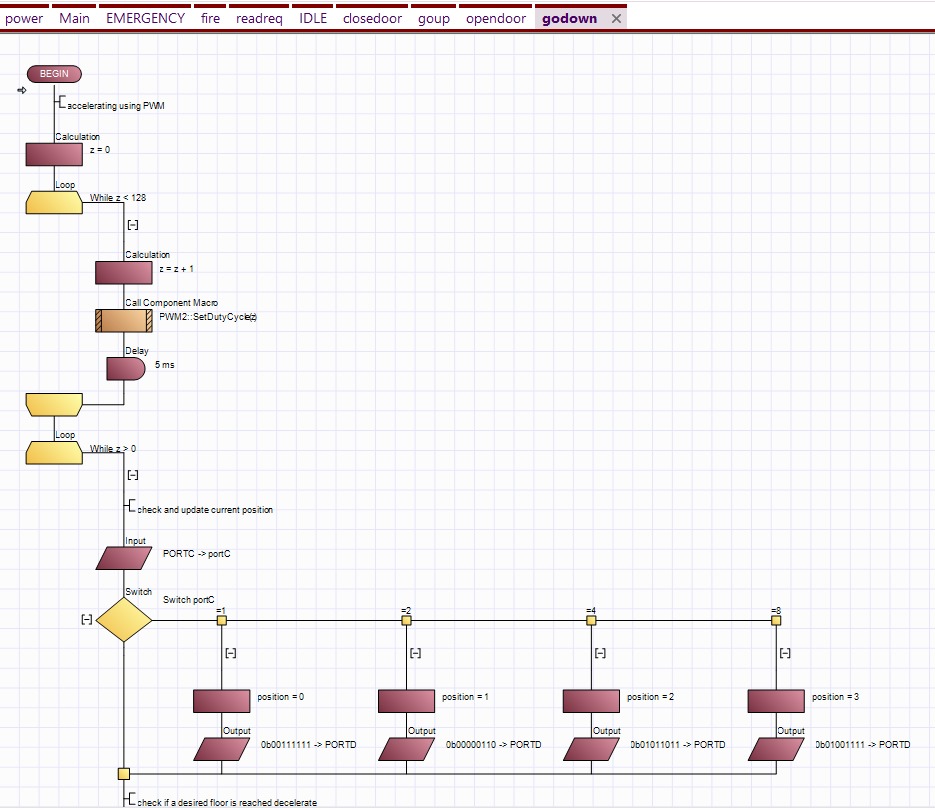 power Main EMERGENCY fire readreq IDLE closedoor goup opendoor godown
BEGIN
accelerating using PWM
Calculation
z = 0
Loop
While z < 128
Calculation
z = z + 1
Call Component Macro
PWM2::SetDutyCycle(z)
Delay
5 ms
Loop
While z > 0
check and update current position
Input
PORTC -> portC
Switch
Switch portC
=1 =2 =4 =8
position = 0 position = 1 position = 2 position = 3
Output Output Output Output
0b00111111 -> PORTD 0b00000110 -> PORTD 0b01011011 -> PORTD 0b01001111 -> PORTD
check if a desired floor is reached decelerate